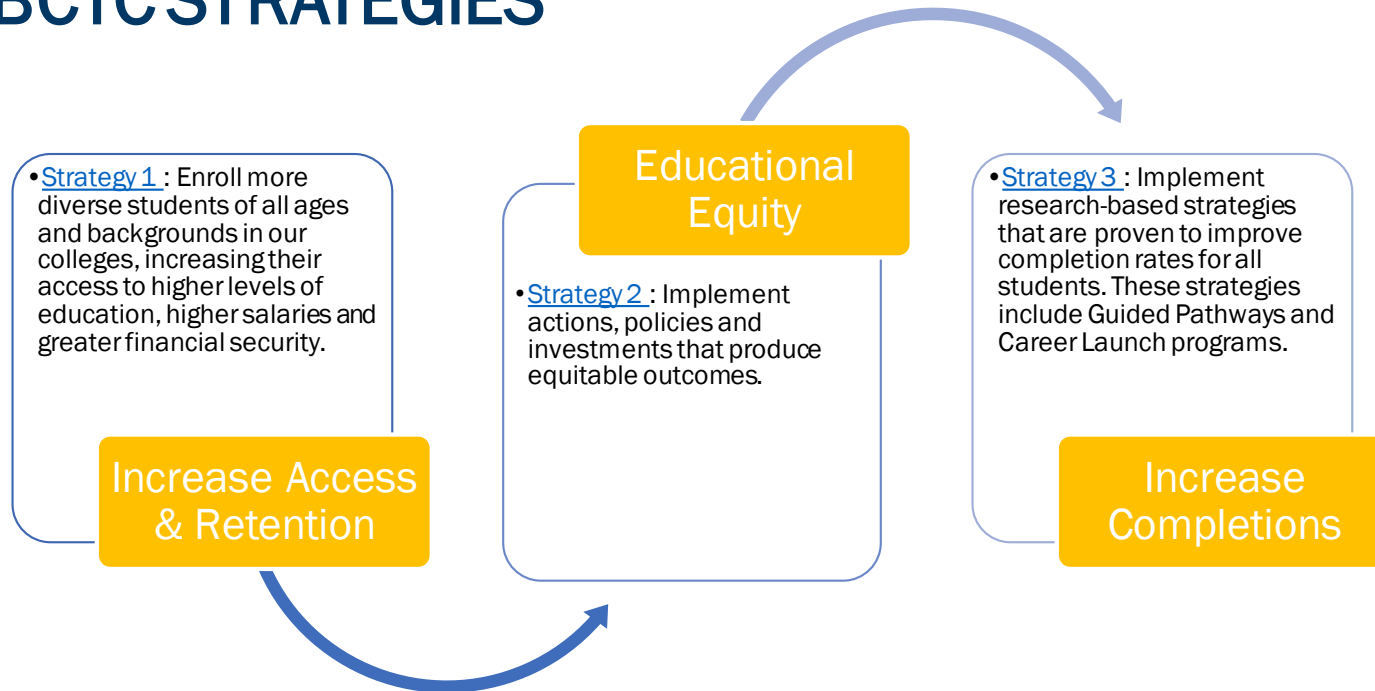 BCTC STRATEGIES
•Strategy 1 : Enroll more
diverse students of all ages
and backgrounds in our
colleges, increasing their
access to higher levels of
education, higher salaries and
greater financial security.
Increase Access
& Retention
Educational
Equity
•Strategy 2 : Implement
actions, policies and
investments that produce
equitable outcomes.
•Strategy 3 : Implement
research-based strategies
that are proven to improve
completion rates for all
students. These strategies
include Guided Pathways and
Career Launch programs.
Increase
Completions